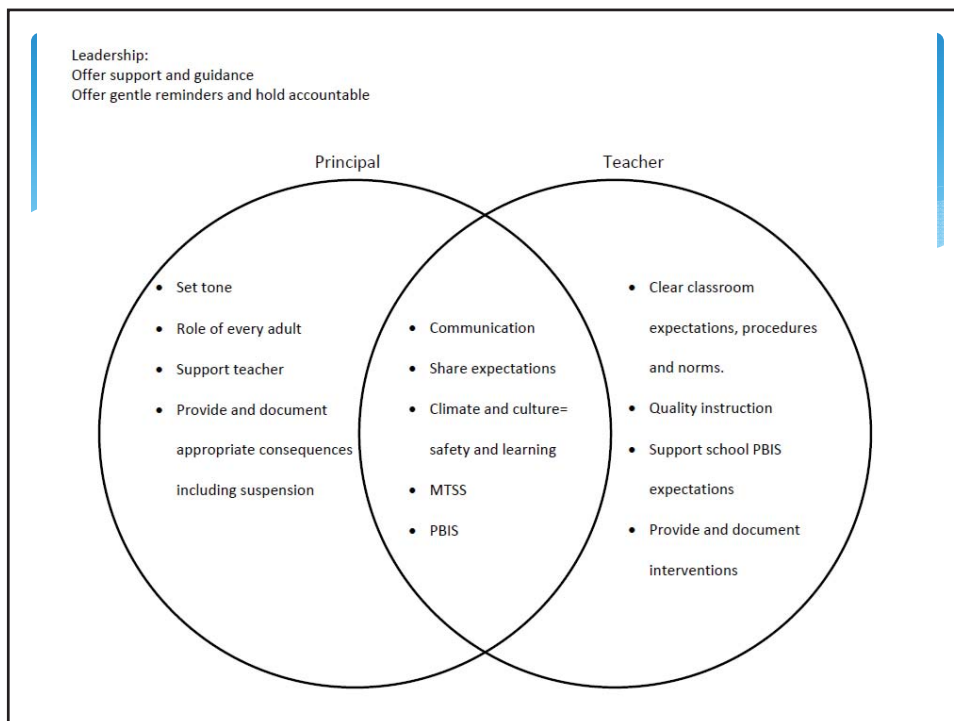 Leadership:
Offer support and guidance
Offer gentle reminders and hold accountable
Principal
Teacher
• Set tone
• Role of every adult
• Support teacher
• Provide and document
appropriate consequences
including suspension
• Communication
• Share expectations
• Climate and culture=
safety and learning
• MTSS
• PBIS
• Clear classroom
expectations, procedures
and norms.
• Quality instruction
• Support school PBIS
expectations
• Provide and document
interventions